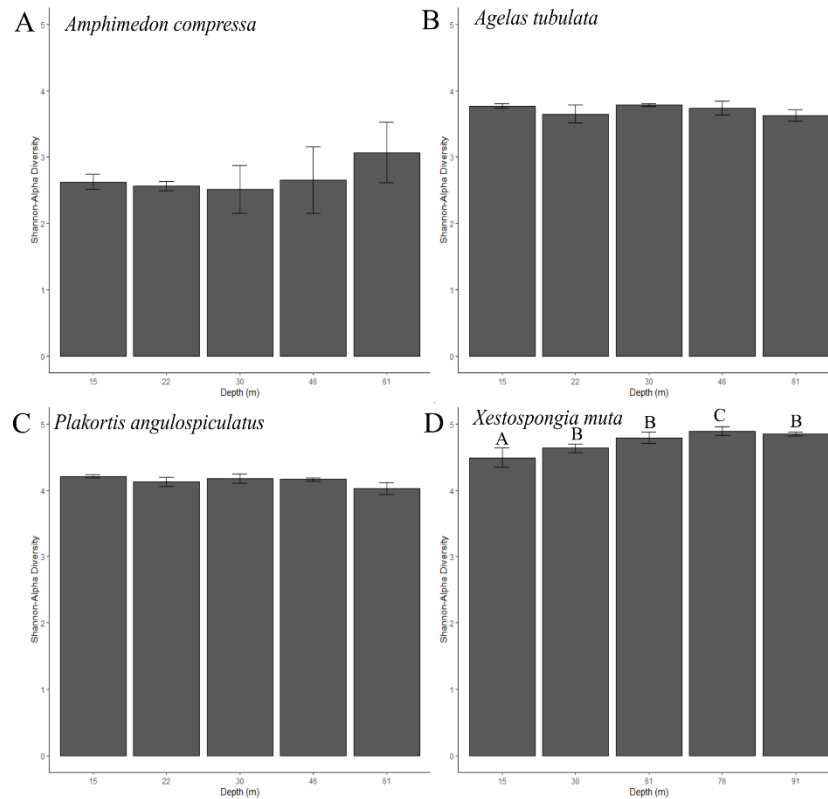 A Amphimedon compressa
5
4
3
2
1
0
Shannon-Alpha Diversity
15 22 30 46 61
Depth (m)
B Agelas tubulata
5
4
3
2
1
0
Shannon-Alpha Diversity
15 22 30 46 61
Depth (m)
C Plakortis angulospiculatus
5
4
3
2
1
0
Shannon-Alpha Diversity
15 22 30 46 61
Depth (m)
D Xestospongia muta
A B B C B
5
4
3
2
1
0
Shannon-Alpha Diversity
15 30 61 76 91
Depth (m)